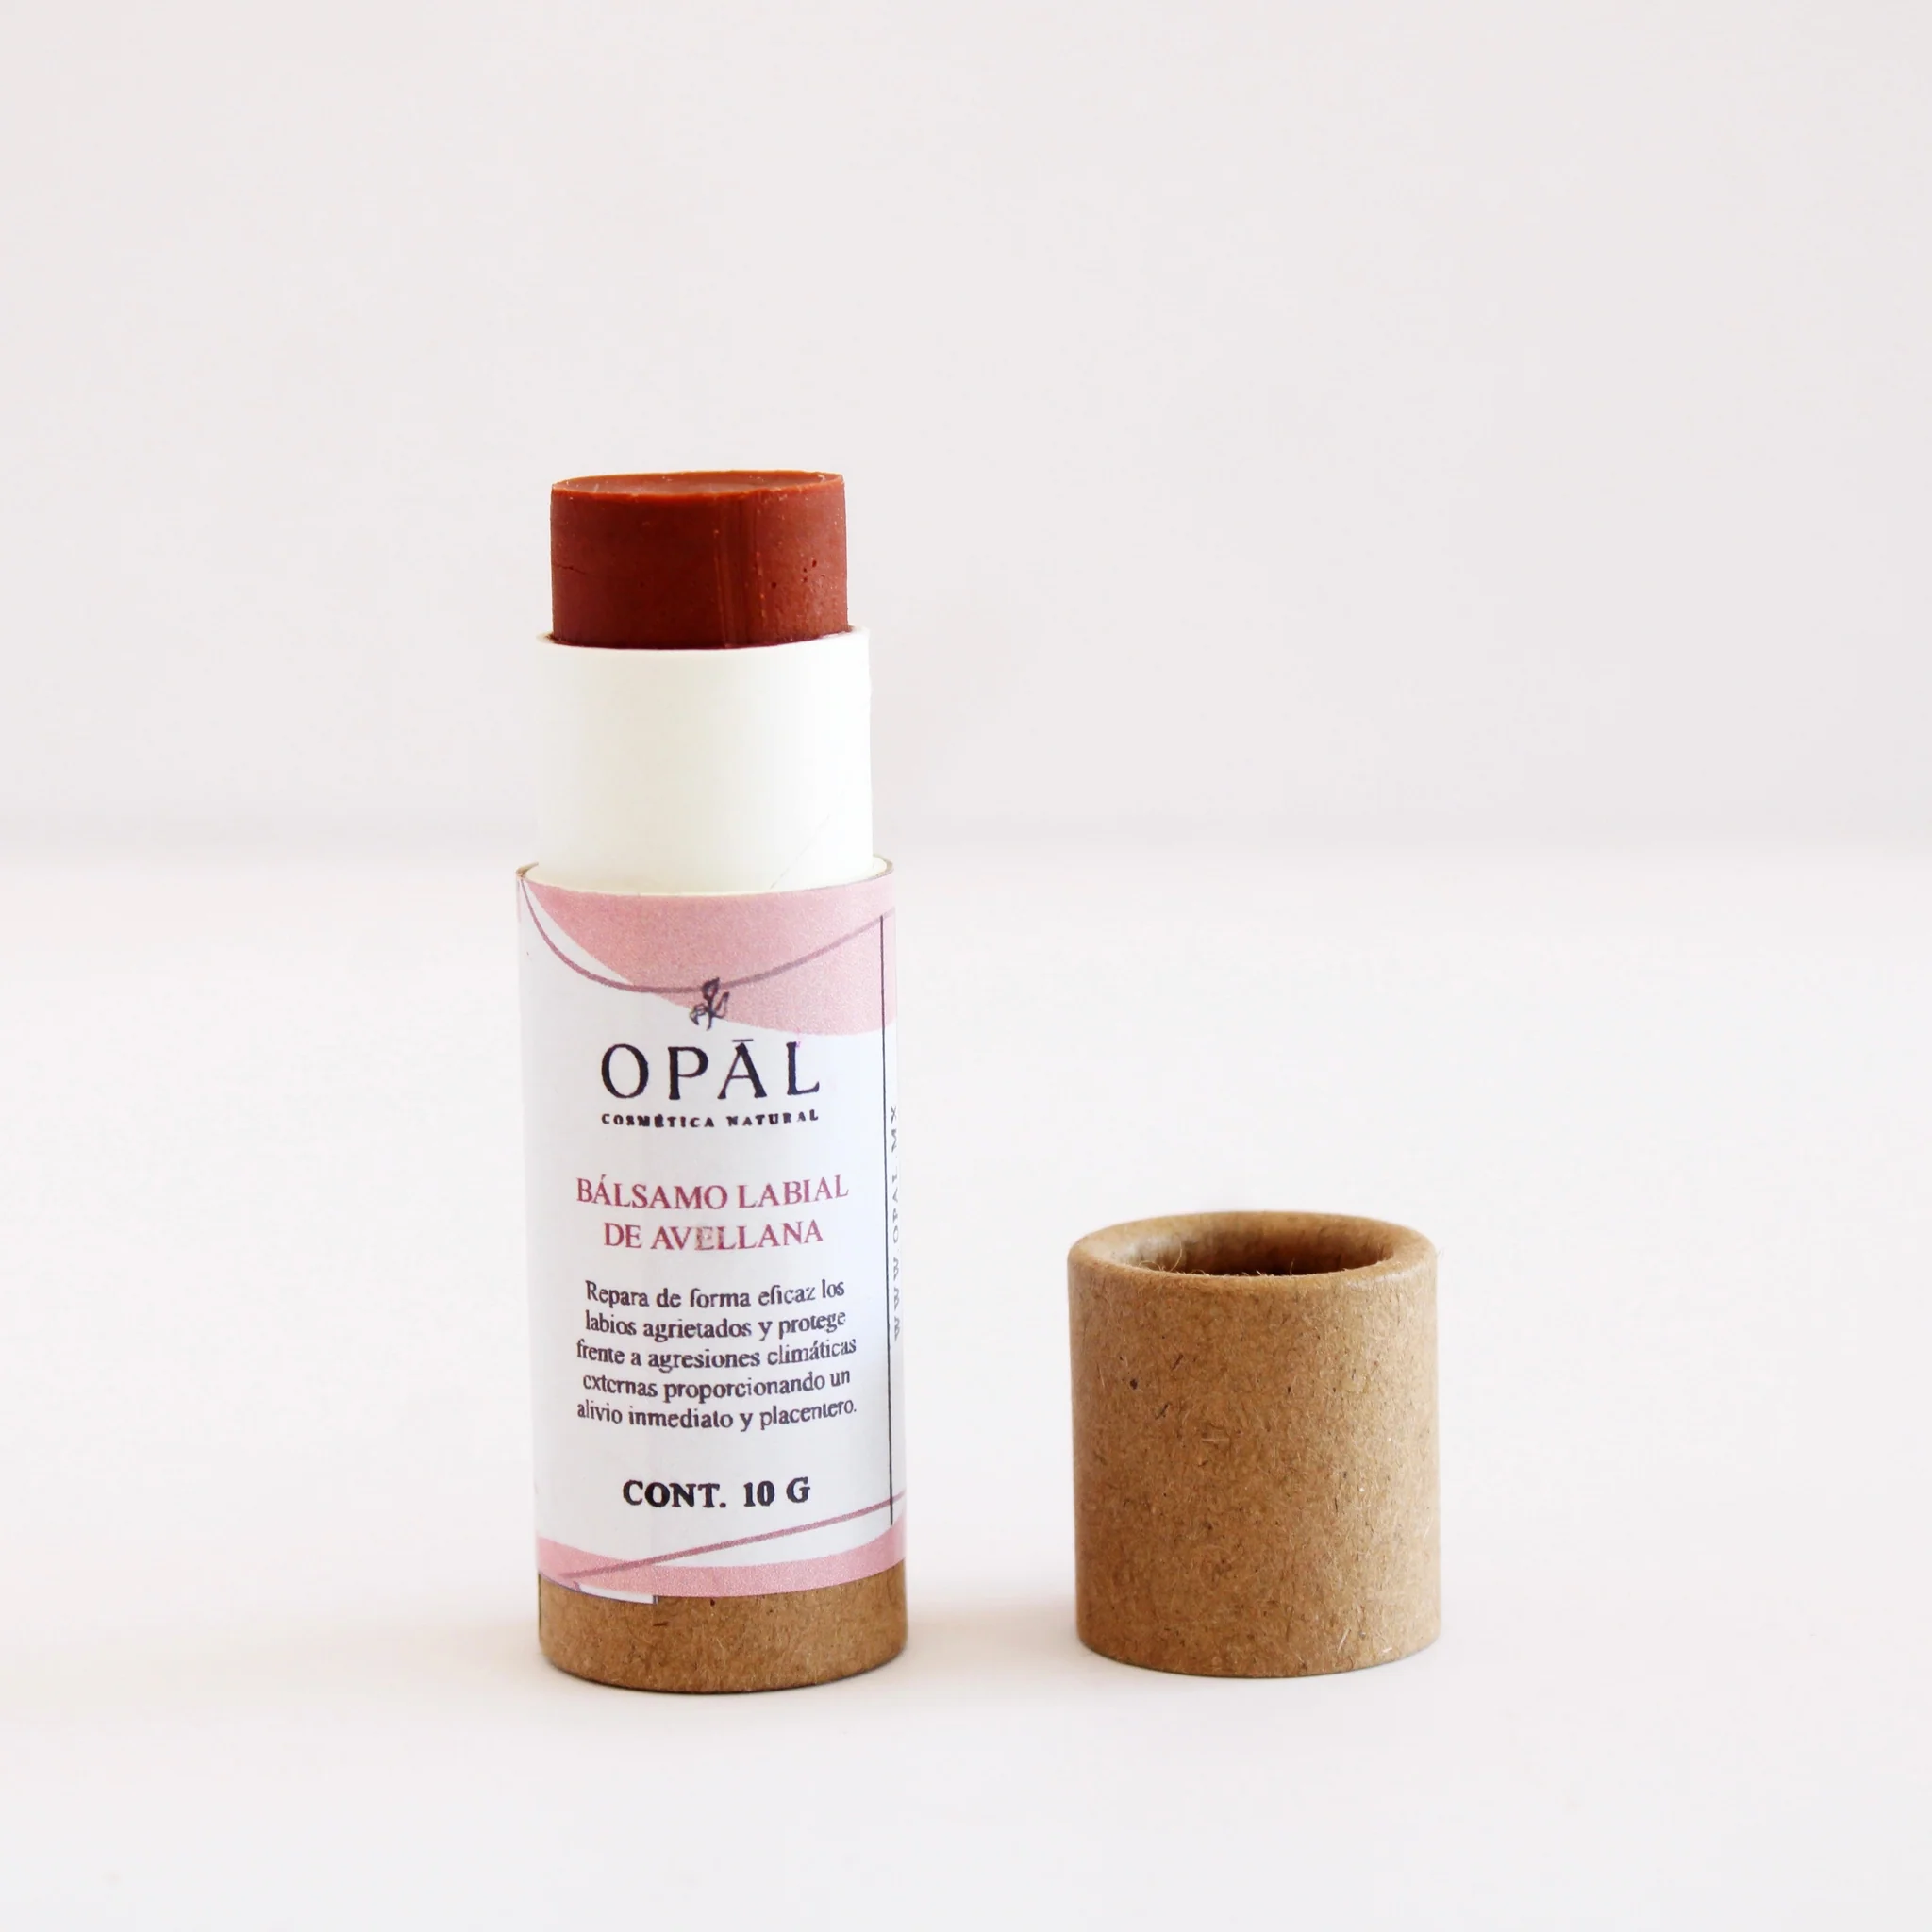 OPĀL
COSMÉTICA NATURAL
BÁLSAMO LABIAL
DE AVELLANA
Repara de forma eficaz los
labios agrietados y protege
frente a agresiones climáticas
externas proporcionando un
alivio inmediato y placentero.
CONT. 10 G
WWW.OPAL.MX